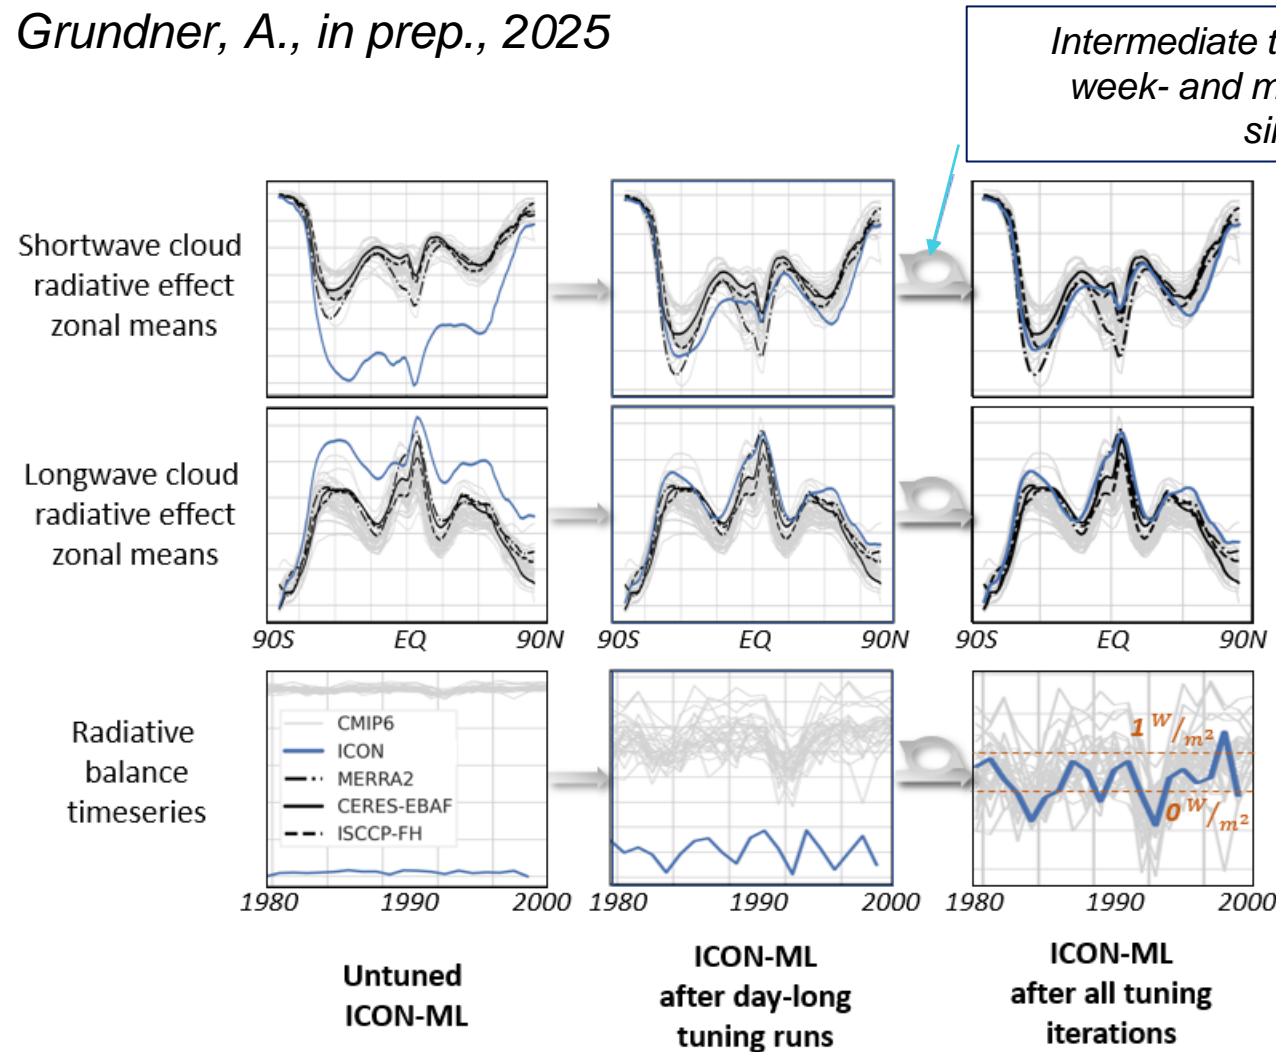 Grundner, A., in prep., 2025
Intermediate
week- and
Shortwave cloud
radiative effect
zonal means
Longwave cloud
radiative effect
zonal means
90S EQ 90N
90S EQ 90N
90S EQ 90N
Radiative
balance
timeseries
CMIP6
ICON
MERRA2
CERES-EBAF
ISCCP-FH
1 W/m²
0 W/m²
1980 1990 2000
1980 1990 2000
1980 1990 2000
Untuned
ICON-ML
ICON-ML
after day-long
tuning runs
ICON-ML
after all tuning
iterations